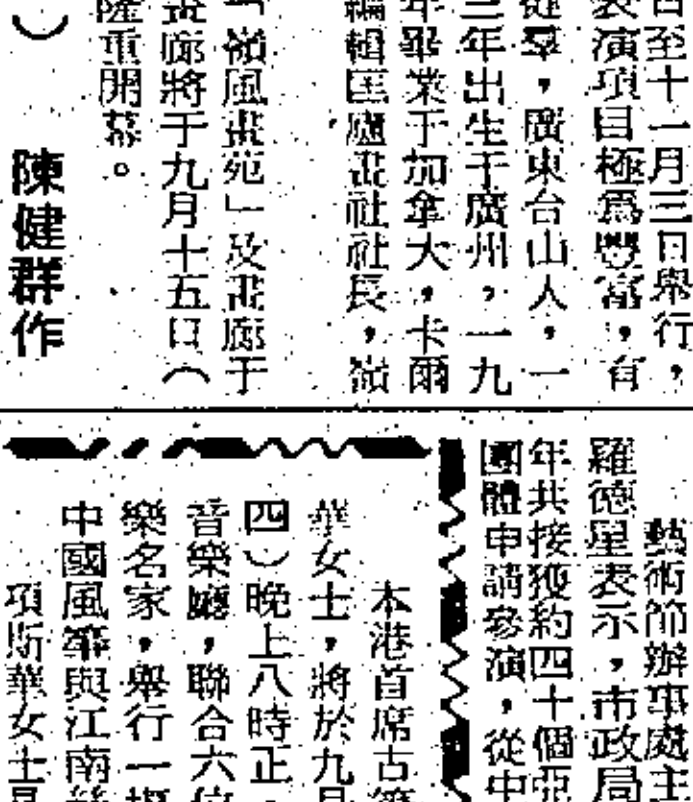 日至十一月三日舉行,
表演項目極為豐富,有
從羣,廣東台山人,一
三年出生于廣州,一九
年畢業于加拿大,卡爾
編輯匡廬畫社社長,嶺
「嶺風畫苑」及畫廊于
畫廊將于九月十五日(
隆重開幕。
) 陳健群作
藝術節辦事處主
羅德星表示,市政局
年共接獲約四十個亞
團體申請參演,從中
本港首席古箏
華女士,將於九月
四)晚上八時正,
音樂廳,聯合六位
樂名家,舉行一場
中國風箏與江南絲
項斯華女士是